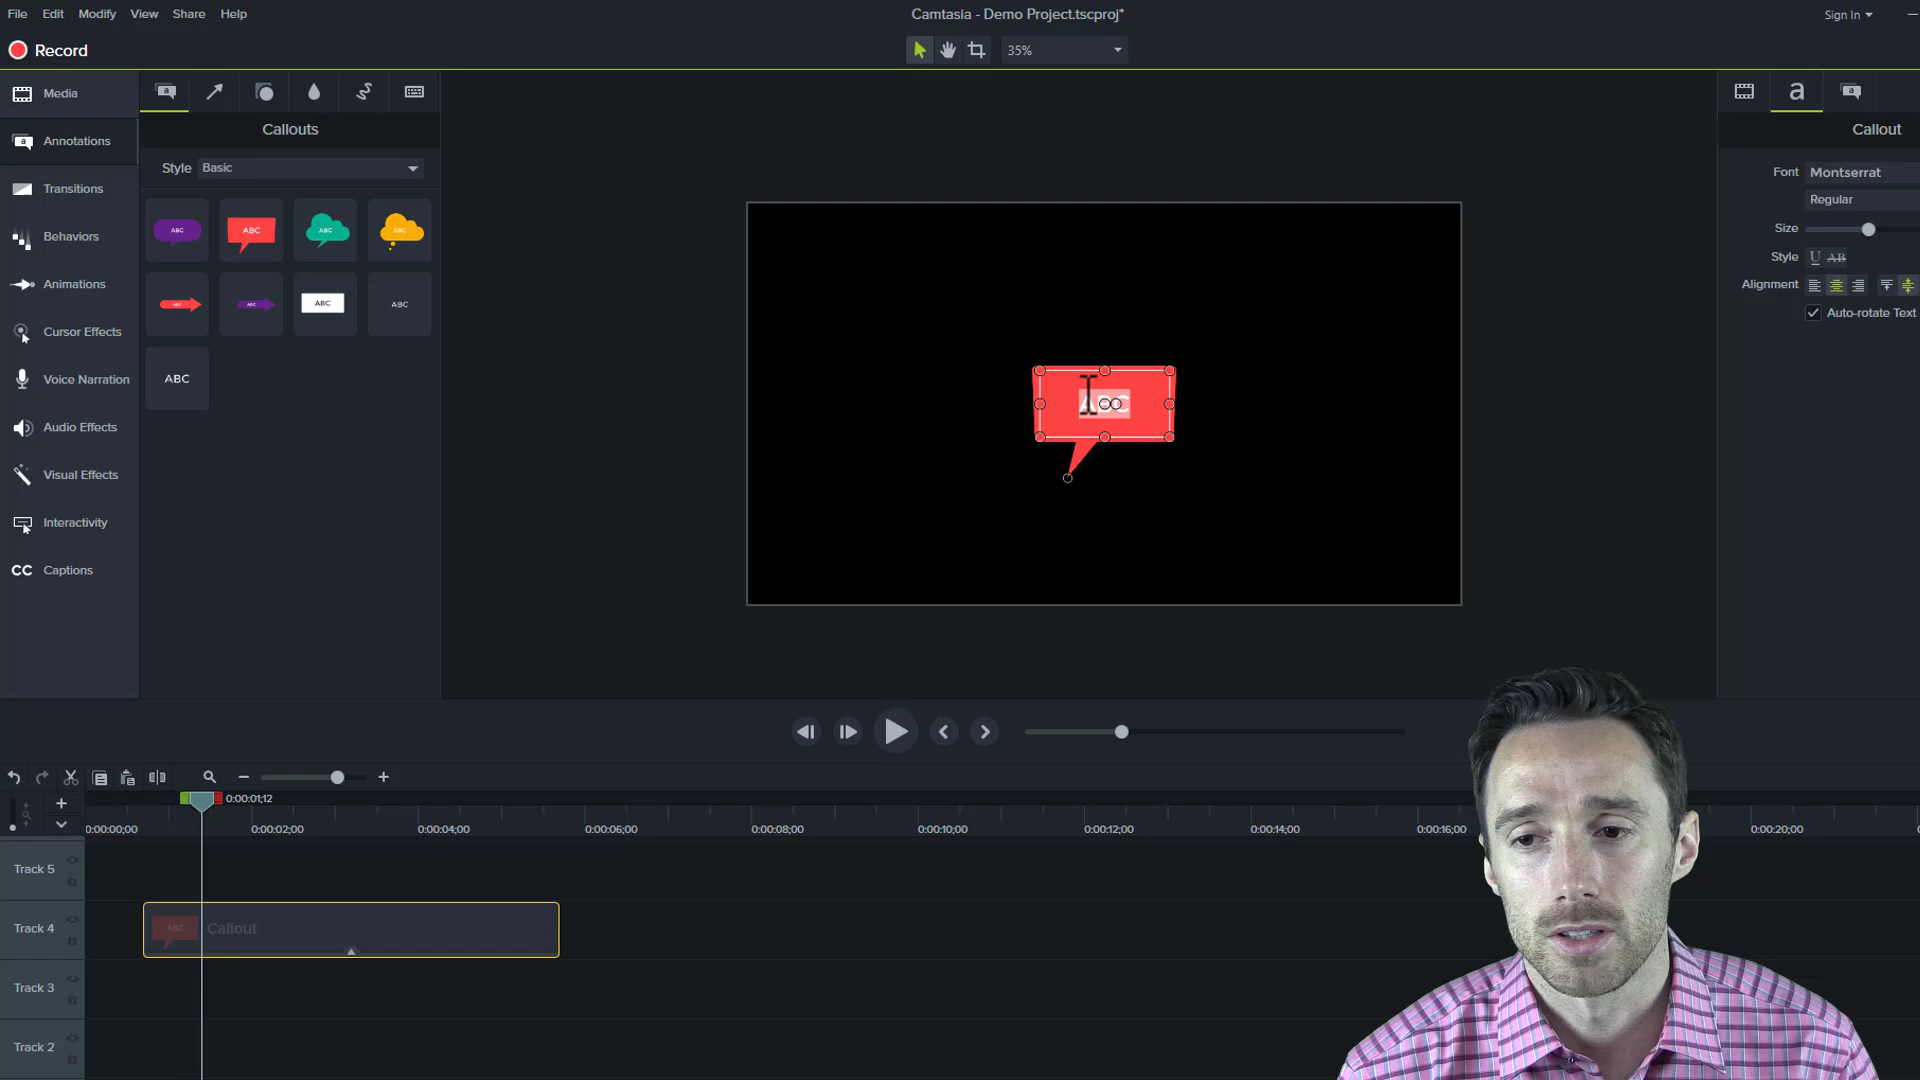 File Edit Modify View Share Help
Camtasia - Demo Project.tscproj*
Sign In
Record
35%
Media
Annotations
Transitions
Behaviors
Animations
Cursor Effects
Voice Narration
Audio Effects
Visual Effects
Interactivity
CC Captions
a
Callouts
Style Basic
ABC ABC ABC ABC
ABC ABC ABC ABC
ABC
ABC
a a
Callout
Font Montserrat
Regular
Size
Style U AB
Alignment
Auto-rotate Text
0:00:01;12
0:00:00;00 0:00:02;00 0:00:04;00 0:00:06;00 0:00:08;00 0:00:10;00 0:00:12;00 0:00:14;00 0:00:16;00 0:00:20;00
Track 5
Track 4 ABC Callout
Track 3
Track 2